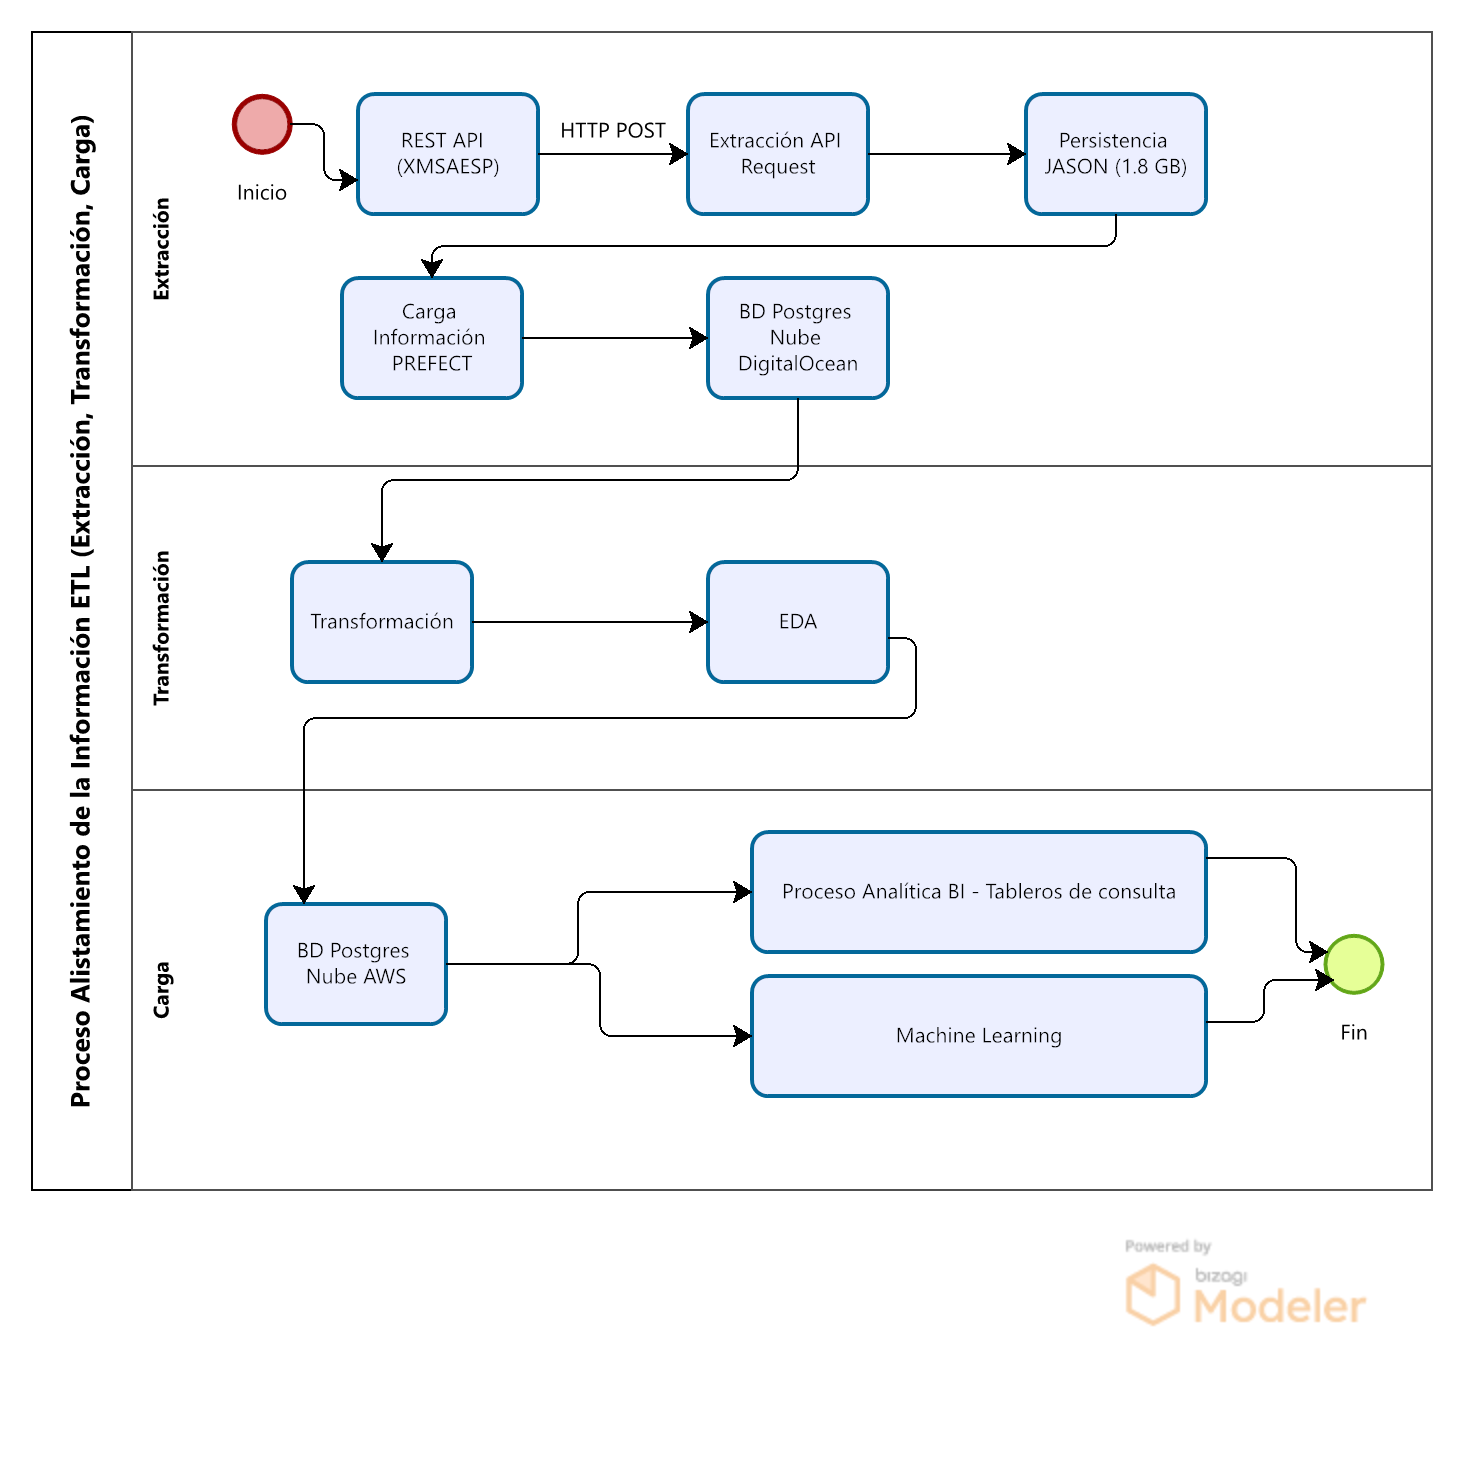 Proceso Alistamiento de la Información ETL (Extracción, Transformación, Carga)
Extracción
Inicio
REST API
(XMSAESP)
HTTP POST
Extracción API
Request
Persistencia
JASON (1.8 GB)
Carga
Información
PREFECT
BD Postgres
Nube
DigitalOcean
Transformación
Transformación
EDA
Carga
BD Postgres
Nube AWS
Proceso Analítica BI - Tableros de consulta
Machine Learning
Fin
Powered by
bizagi
Modeler